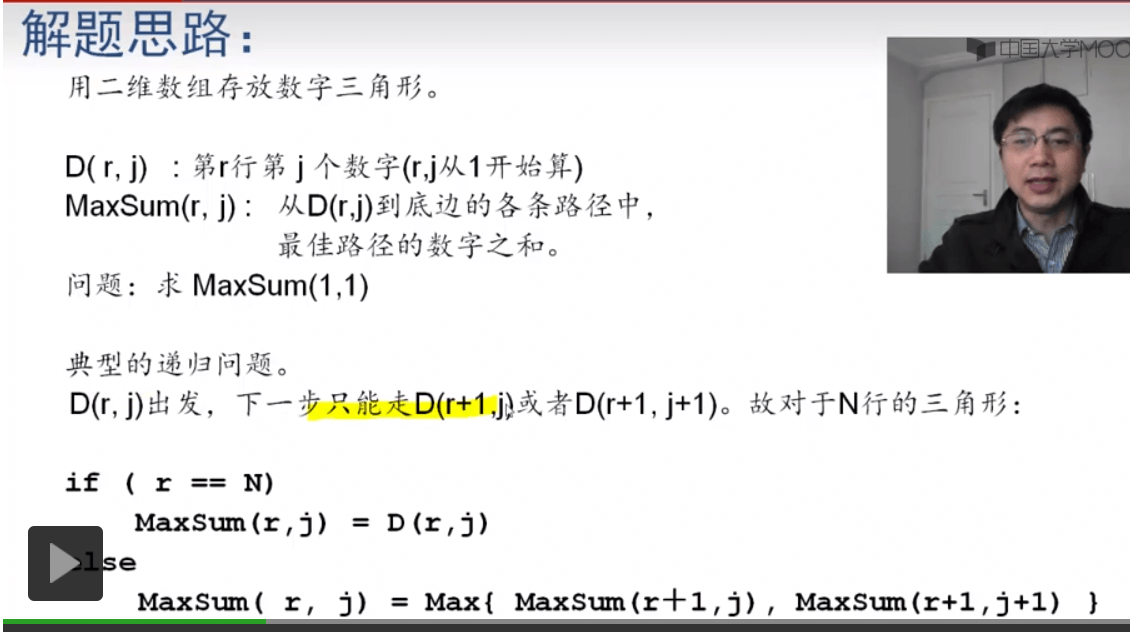 解题思路：
中国大学MOO
用二维数组存放数字三角形。
D( r, j) ：第r行第 j 个数字(r,j从1开始算)
MaxSum(r, j)： 从D(r,j)到底边的各条路径中，
最佳路径的数字之和。
问题：求 MaxSum(1,1)
典型的递归问题。
D(r, j)出发，下一步只能走D(r+1,j)或者D(r+1, j+1)。故对于N行的三角形：
if ( r == N)
MaxSum(r,j) = D(r,j)
else
MaxSum( r, j) = Max{ MaxSum(r＋1,j), MaxSum(r+1,j+1) }